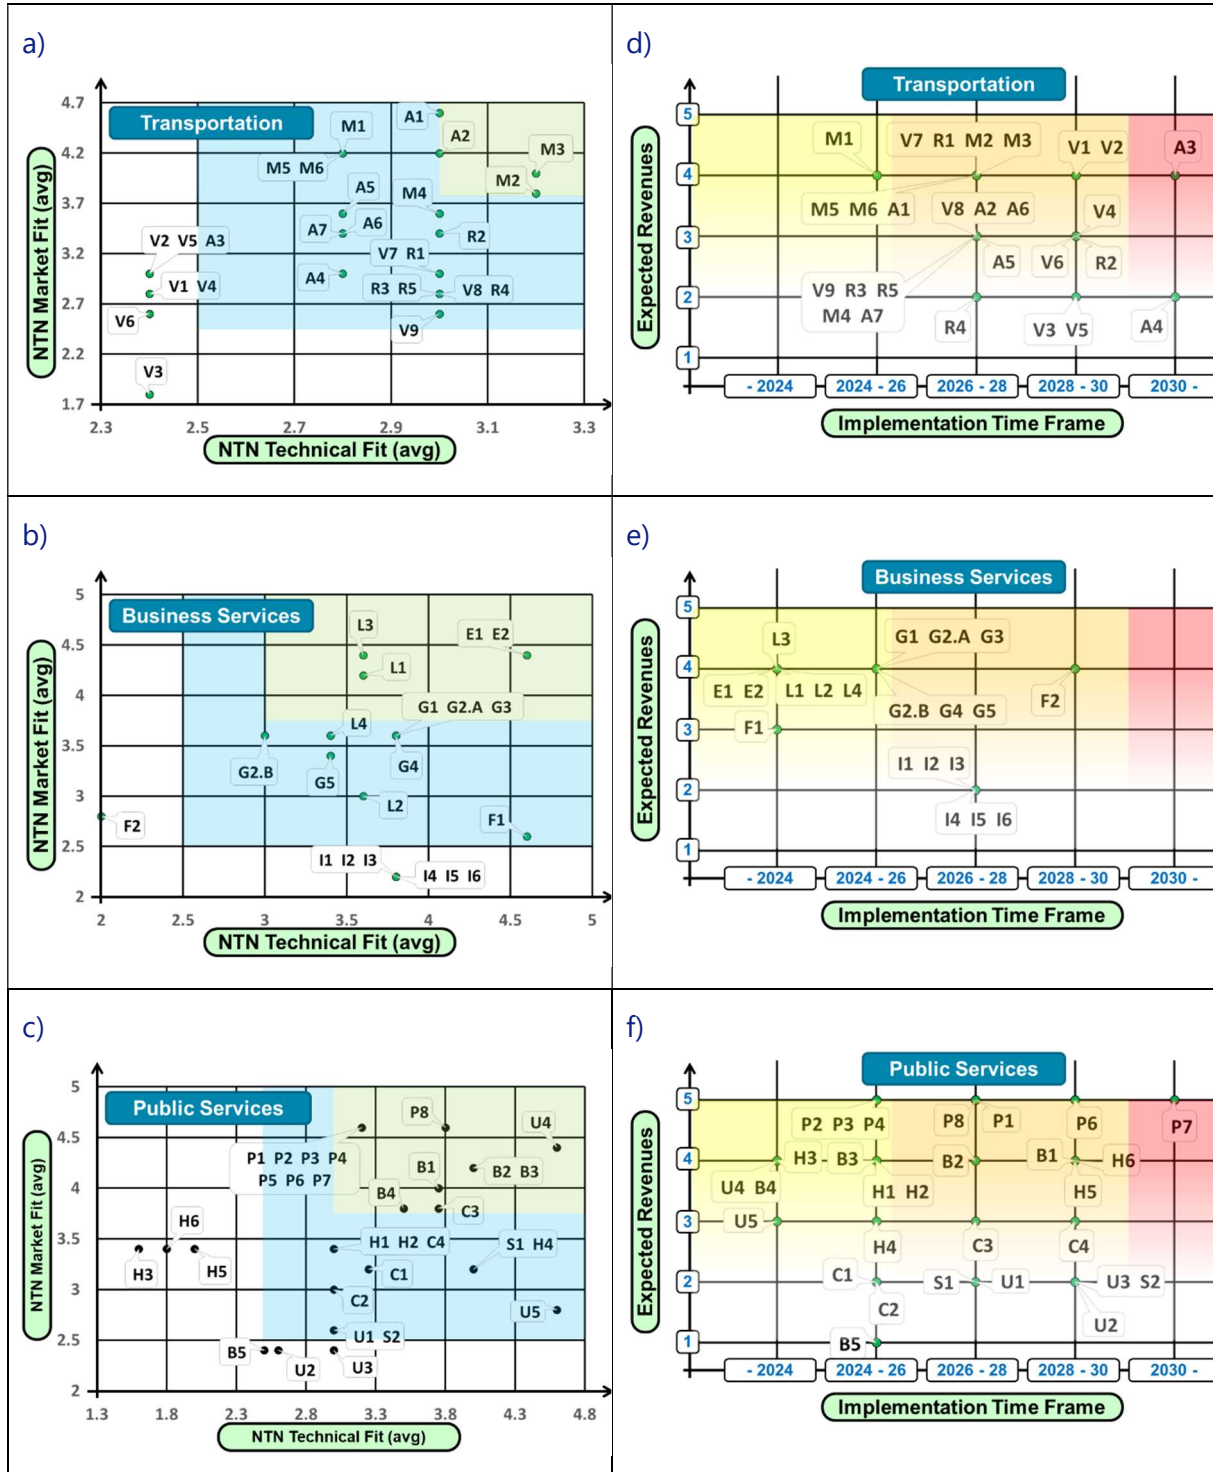 a)
Transportation
NTN Market Fit (avg)
4.7
4.2
3.7
3.2
2.7
2.2
1.7
A1
M1
A2
M3
M5 M6
M2
A5
M4
A7
A6
R2
V2 V5 A3
V7 R1
A4
V1 V4
R3 R5
V8 R4
V6
V9
V3
2.3
2.5
2.7
2.9
3.1
3.3
NTN Technical Fit (avg)
d)
Transportation
Expected Revenues
5
4
3
2
1
M1
V7 R1 M2 M3
V1 V2
A3
M5 M6 A1
V8 A2 A6
V4
A5
V6
R2
V9 R3 R5
M4 A7
R4
V3 V5
A4
- 2024
2024 - 26
2026 - 28
2028 - 30
2030 -
Implementation Time Frame
b)
Business Services
NTN Market Fit (avg)
5
4.5
4
3.5
3
2.5
2
L3
E1 E2
L1
G1 G2.A G3
L4
G2.B
G5
G4
L2
F2
F1
I1 I2 I3
I4 I5 I6
2
2.5
3
3.5
4
4.5
5
NTN Technical Fit (avg)
e)
Business Services
Expected Revenues
5
4
3
2
1
L3
G1 G2.A G3
E1 E2
L1 L2 L4
F2
G2.B G4 G5
F1
I1 I2 I3
I4 I5 I6
- 2024
2024 - 26
2026 - 28
2028 - 30
2030 -
Implementation Time Frame
c)
Public Services
NTN Market Fit (avg)
5
4.5
4
3.5
3
2.5
2
P8
U4
P1 P2 P3 P4
P5 P6 P7
B1
B2 B3
B4
C3
H6
H1 H2 C4
S1 H4
H3
H5
C1
C2
U5
U1 S2
B5
U2
U3
1.3
1.8
2.3
2.8
3.3
3.8
4.3
4.8
NTN Technical Fit (avg)
f)
Public Services
Expected Revenues
5
4
3
2
1
P2 P3 P4
P8
P1
P6
P7
H3
B3
B2
B1
H6
U4 B4
H1 H2
H5
U5
H4
C3
C4
C1
S1
U1
U3 S2
C2
U2
B5
- 2024
2024 - 26
2026 - 28
2028 - 30
2030 -
Implementation Time Frame